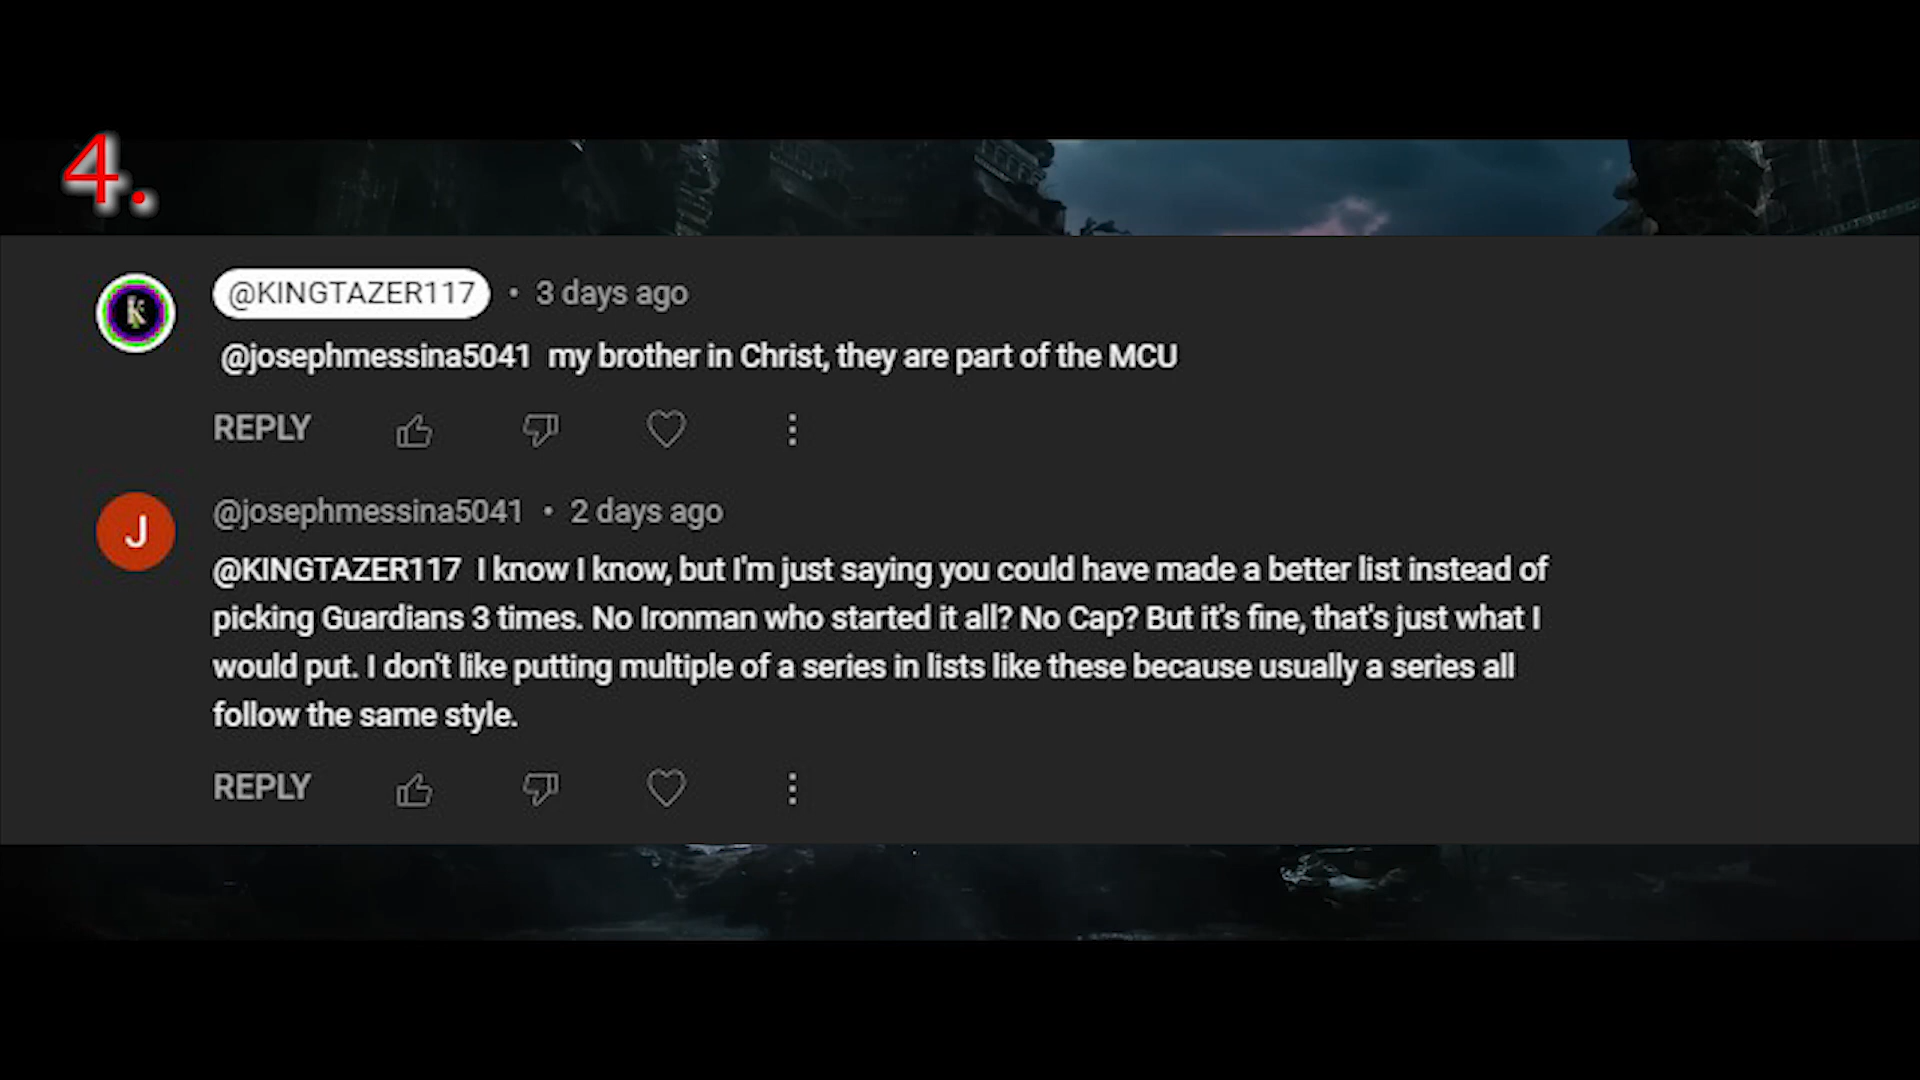 4.
@KINGTAZER117 • 3 days ago
@josephmessina5041 my brother in Christ, they are part of the MCU
REPLY
J
@josephmessina5041 • 2 days ago
@KINGTAZER117 I know I know, but I'm just saying you could have made a better list instead of
picking Guardians 3 times. No Ironman who started it all? No Cap? But it's fine, that's just what I
would put. I don't like putting multiple of a series in lists like these because usually a series all
follow the same style.
REPLY